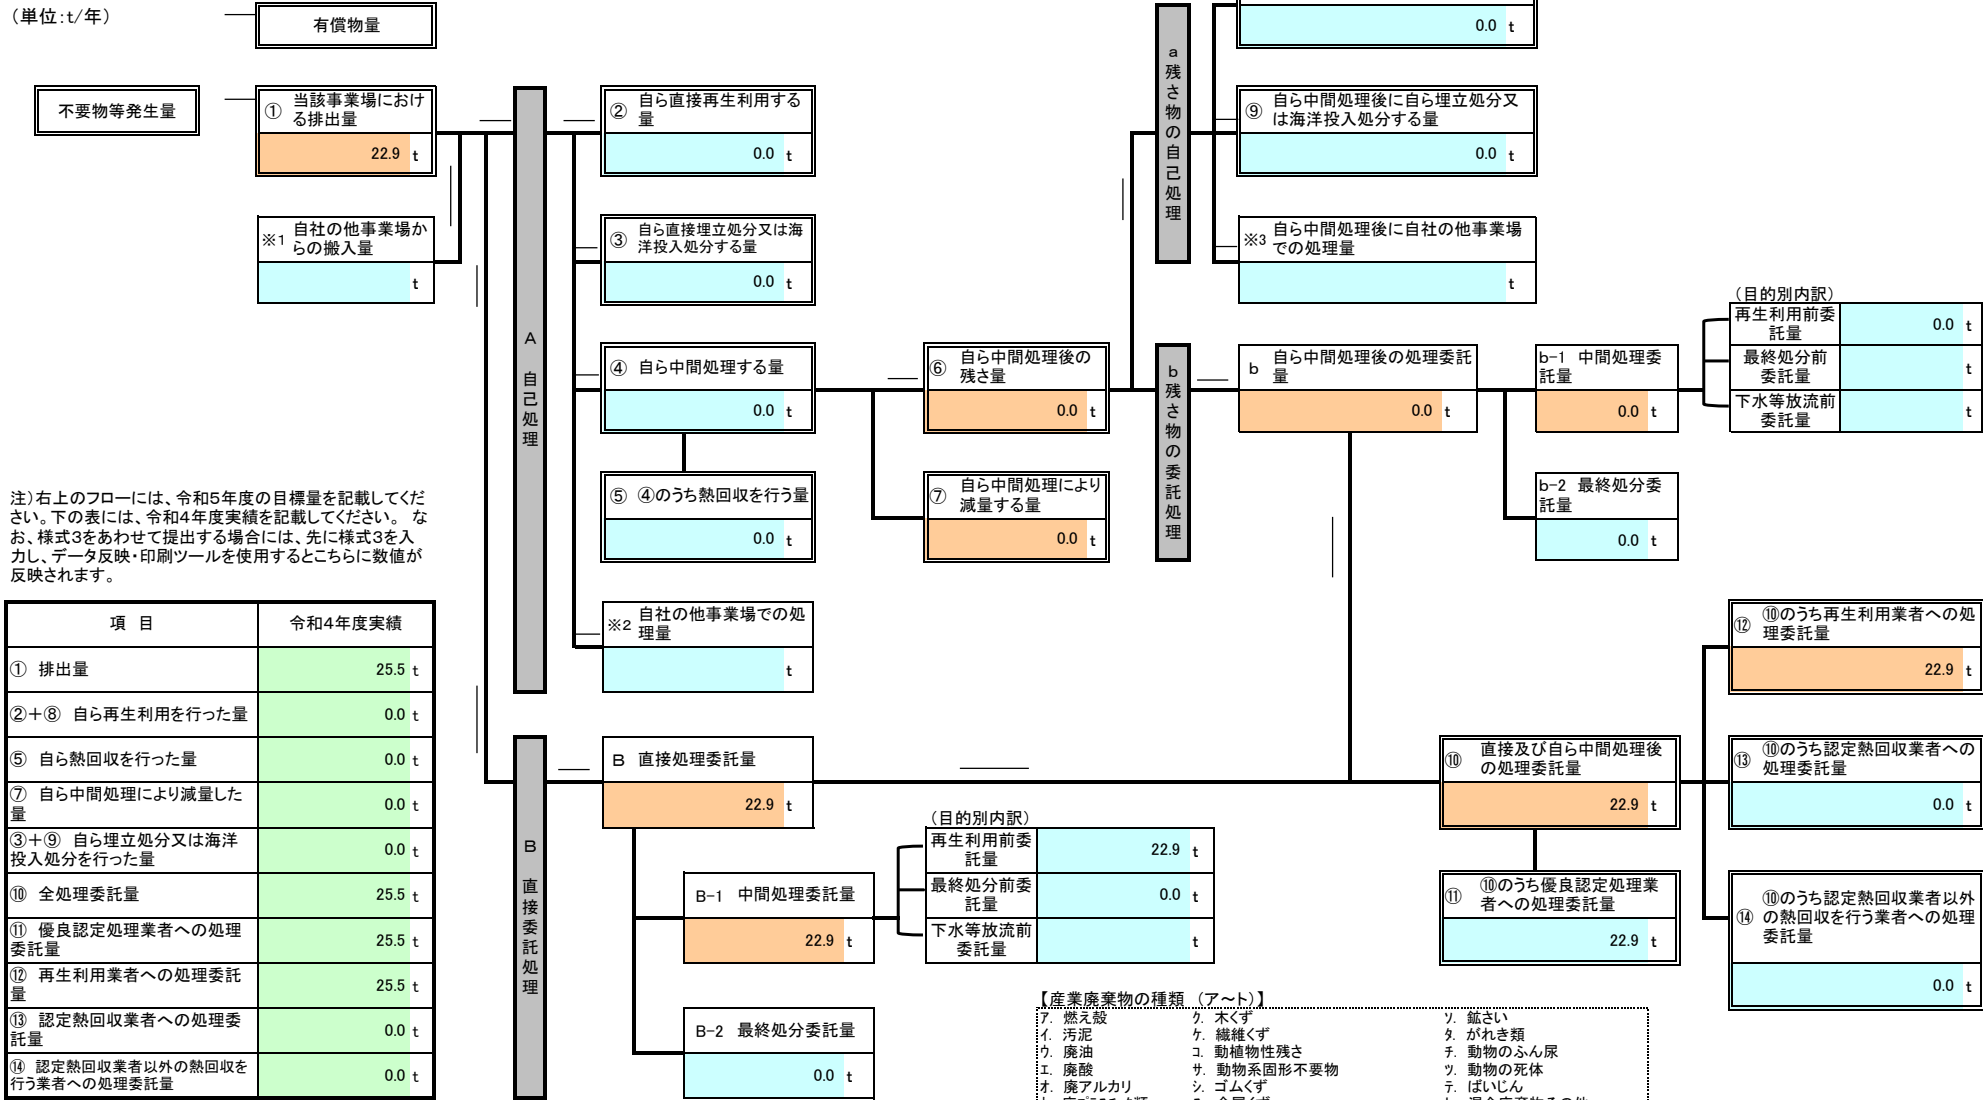 （単位：t/年）
有償物量
0.0 t
不要物等発生量
① 当該事業場におけ
る排出量
22.9 t
※1 自社の他事業場か
らの搬入量
t
A 自己処理
② 自ら直接再生利用する
量
0.0 t
③ 自ら直接埋立処分又は海
洋投入処分する量
0.0 t
④ 自ら中間処理する量
0.0 t
⑤ ④のうち熱回収を行う量
0.0 t
※2 自社の他事業場での処
理量
t
⑥ 自ら中間処理後の
残さ量
0.0 t
⑦ 自ら中間処理により
減量する量
0.0 t
a 残さ物の自己処理
⑨ 自ら中間処理後に自ら埋立処分又
は海洋投入処分する量
0.0 t
※3 自ら中間処理後に自社の他事業場
での処理量
t
b 残さ物の委託処理
b 自ら中間処理後の処理委託
量
0.0 t
b-1 中間処理委
託量
0.0 t
b-2 最終処分委
託量
0.0 t
（目的別内訳）
再生利用前委
託量
0.0 t
最終処分前
委託量
t
下水等放流前
委託量
t
注）右上のフローには、令和5年度の目標量を記載してくだ
さい。下の表には、令和4年度実績を記載してください。 な
お、様式3をあわせて提出する場合には、先に様式3を入
力し、データ反映・印刷ツールを使用するとこちらに数値が
反映されます。
項 目 令和4年度実績
① 排出量 25.5 t
②＋⑧ 自ら再生利用を行った量 0.0 t
⑤ 自ら熱回収を行った量 0.0 t
⑦ 自ら中間処理により減量した
量 0.0 t
③＋⑨ 自ら埋立処分又は海洋
投入処分を行った量 0.0 t
⑩ 全処理委託量 25.5 t
⑪ 優良認定処理業者への処理
委託量 25.5 t
⑫ 再生利用業者への処理委託
量 25.5 t
⑬ 認定熱回収業者への処理委
託量 0.0 t
⑭ 認定熱回収業者以外の熱回収を
行う業者への処理委託量 0.0 t
B 直接委託処理
B 直接処理委託量
22.9 t
B-1 中間処理委託量
22.9 t
B-2 最終処分委託量
0.0 t
（目的別内訳）
再生利用前委
託量
22.9 t
最終処分前委
託量
0.0 t
下水等放流前
委託量
t
⑩ 直接及び自ら中間処理後
の処理委託量
22.9 t
⑪ ⑩のうち優良認定処理業
者への処理委託量
22.9 t
⑫ ⑩のうち再生利用業者への処
理委託量
22.9 t
⑬ ⑩のうち認定熱回収業者への
処理委託量
0.0 t
⑭ ⑩のうち認定熱回収業者以外
の熱回収を行う業者への処理
委託量
0.0 t
【産業廃棄物の種類 （ア～ト）】
ア. 燃え殻 ク. 木くず ソ. 鉱さい
イ. 汚泥 ケ. 繊維くず タ. がれき類
ウ. 廃油 コ. 動植物性残さ チ. 動物のふん尿
エ. 廃酸 サ. 動物系固形不要物 ツ. 動物の死体
オ. 廃アルカリ シ. ゴムくず テ. ばいじん